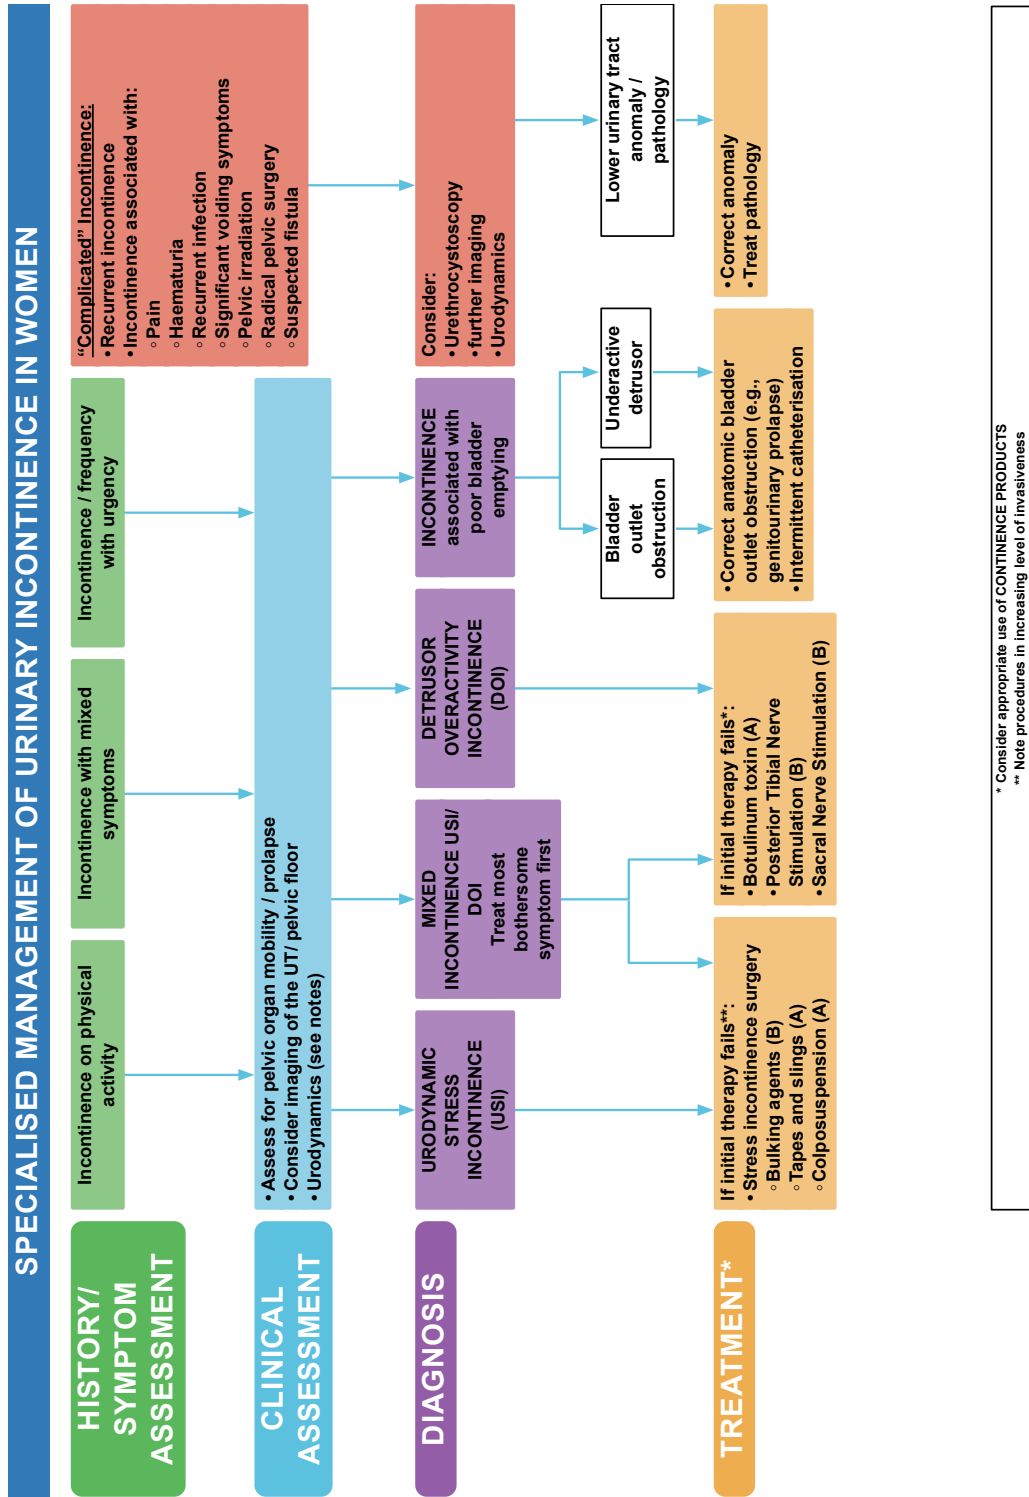 SPECIALISED MANAGEMENT OF URINARY INCONTINENCE IN WOMEN
HISTORY/
SYMPTOM
ASSESSMENT
Incontinence on physical
activity
Incontinence with mixed
symptoms
Incontinence / frequency
with urgency
"Complicated" Incontinence:
• Recurrent incontinence
• Incontinence associated with:
◦ Pain
◦ Haematuria
◦ Recurrent infection
◦ Significant voiding symptoms
◦ Pelvic irradiation
◦ Radical pelvic surgery
◦ Suspected fistula
CLINICAL
ASSESSMENT
• Assess for pelvic organ mobility / prolapse
• Consider imaging of the UT/ pelvic floor
• Urodynamics (see notes)
DIAGNOSIS
URODYNAMIC
STRESS
INCONTINENCE
(USI)
MIXED
INCONTINENCE USI/
DOI
Treat most
bothersome
symptom first
DETRUSOR
OVERACTIVITY
INCONTINENCE
(DOI)
INCONTINENCE
associated with
poor bladder
emptying
Consider:
• Urethrocystoscopy
• further imaging
• Urodynamics
Bladder
outlet
obstruction
Underactive
detrusor
Lower urinary tract
anomaly /
pathology
TREATMENT*
If initial therapy fails**:
• Stress incontinence surgery
◦ Bulking agents (B)
◦ Tapes and slings (A)
◦ Colposuspension (A)
If initial therapy fails*:
• Botulinum toxin (A)
• Posterior Tibial Nerve
Stimulation (B)
• Sacral Nerve Stimulation (B)
• Correct anatomic bladder
outlet obstruction (e.g.,
genitourinary prolapse)
• Intermittent catheterisation
• Correct anomaly
• Treat pathology
* Consider appropriate use of CONTINENCE PRODUCTS
** Note procedures in increasing level of invasiveness